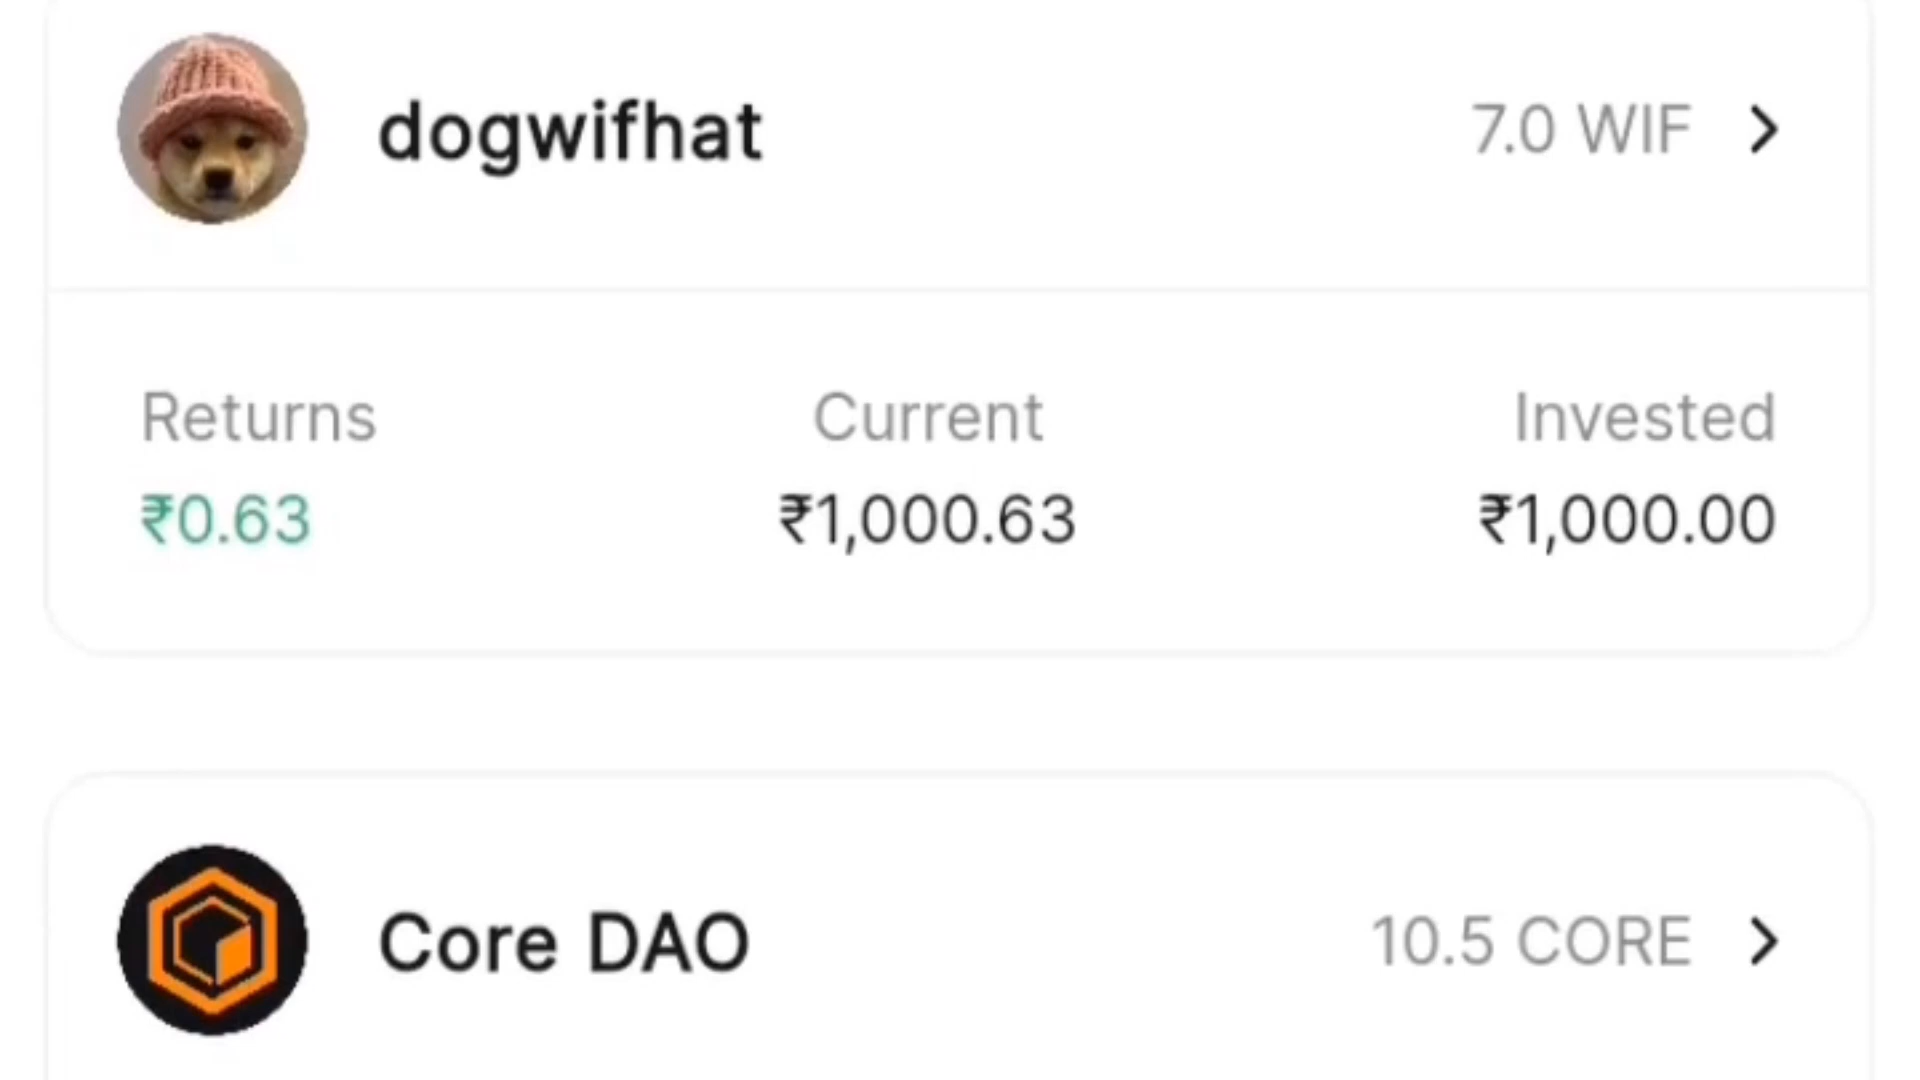 dogwifhat 7.0 WIF
Returns Current Invested
₹0.63 ₹1,000.63 ₹1,000.00
Core DAO 10.5 CORE